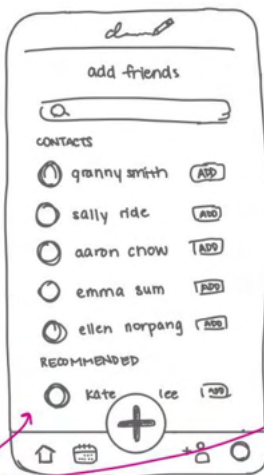 add friends
CONTACTS
granny smith ADD
sally ride ADD
aaron chow ADD
emma sum ADD
ellen norpang ADD
RECOMMENDED
kate lee ADD